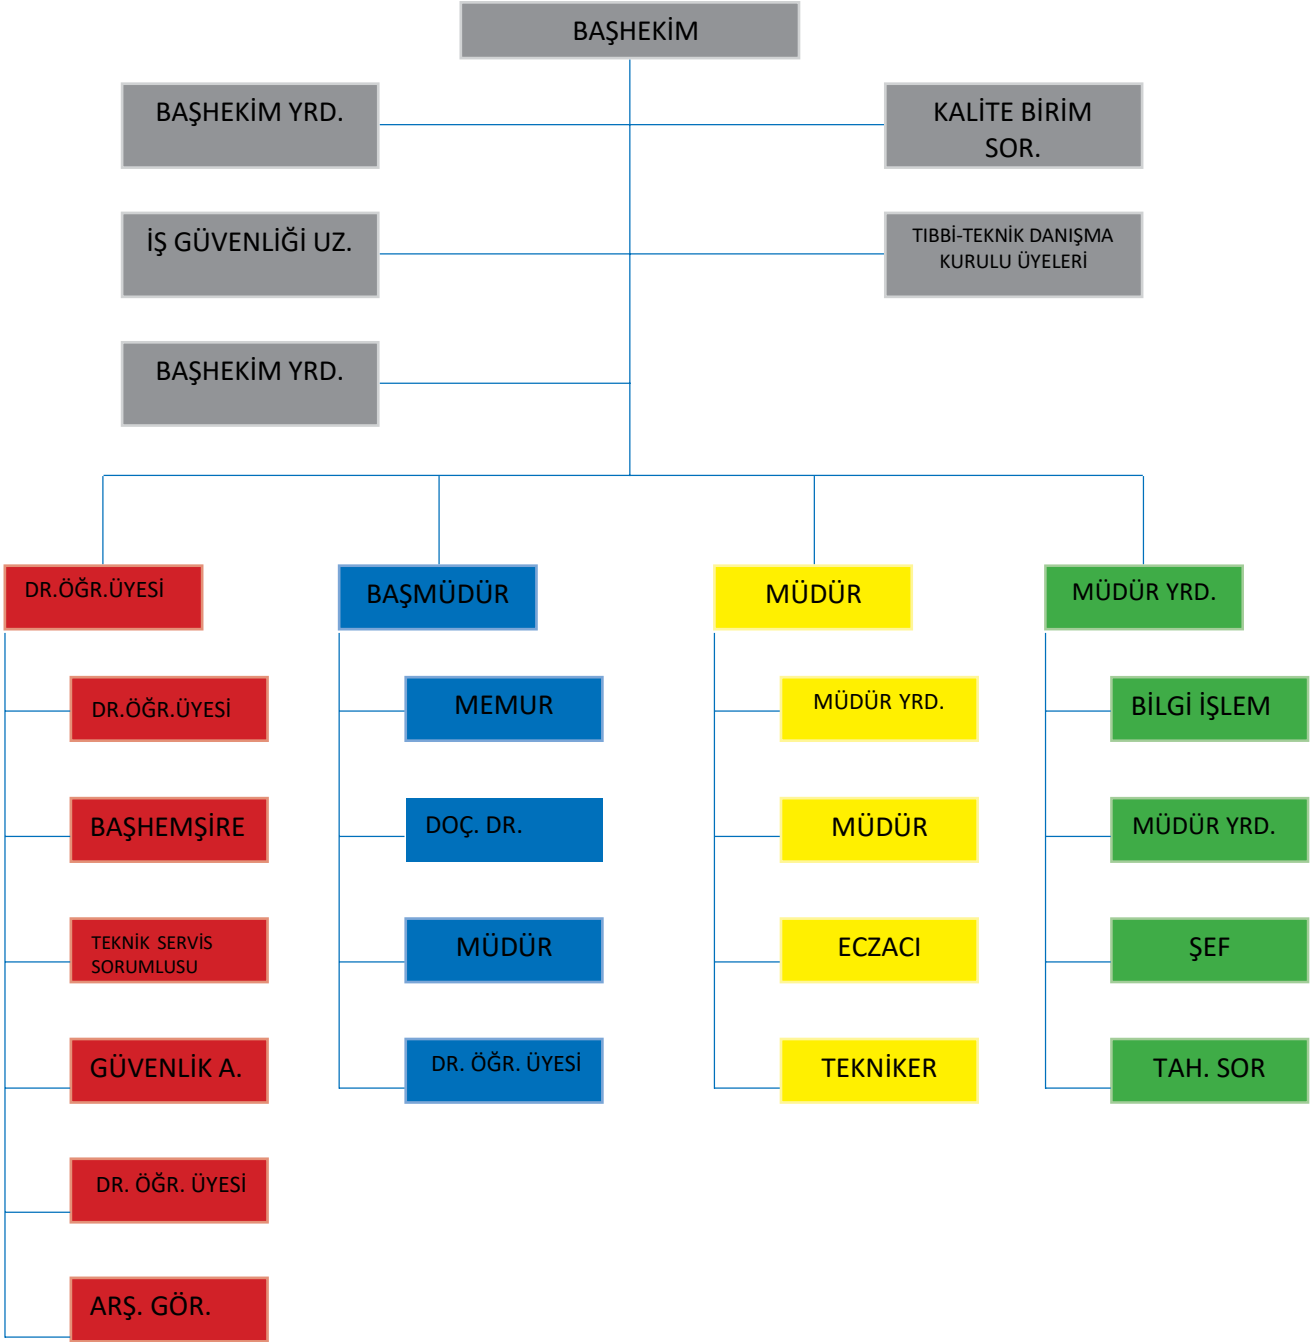 BAŞHEKİM
BAŞHEKİM YRD.
KALİTE BİRİM
SOR.
İŞ GÜVENLİĞİ UZ.
TIBBİ-TEKNİK DANIŞMA
KURULU ÜYELERİ
BAŞHEKİM YRD.
DR.ÖĞR.ÜYESİ
DR.ÖĞR.ÜYESİ
BAŞHEMŞİRE
TEKNİK SERVİS
SORUMLUSU
GÜVENLİK A.
DR. ÖĞR. ÜYESİ
ARŞ. GÖR.
BAŞMÜDÜR
MEMUR
DOÇ. DR.
MÜDÜR
DR. ÖĞR. ÜYESİ
MÜDÜR
MÜDÜR YRD.
MÜDÜR
ECZACI
TEKNİKER
MÜDÜR YRD.
BİLGİ İŞLEM
MÜDÜR YRD.
ŞEF
TAH. SOR